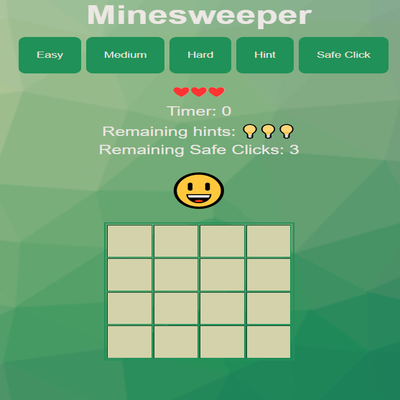 Minesweeper
Easy Medium Hard Hint Safe Click
Timer: 0
Remaining hints:
Remaining Safe Clicks: 3